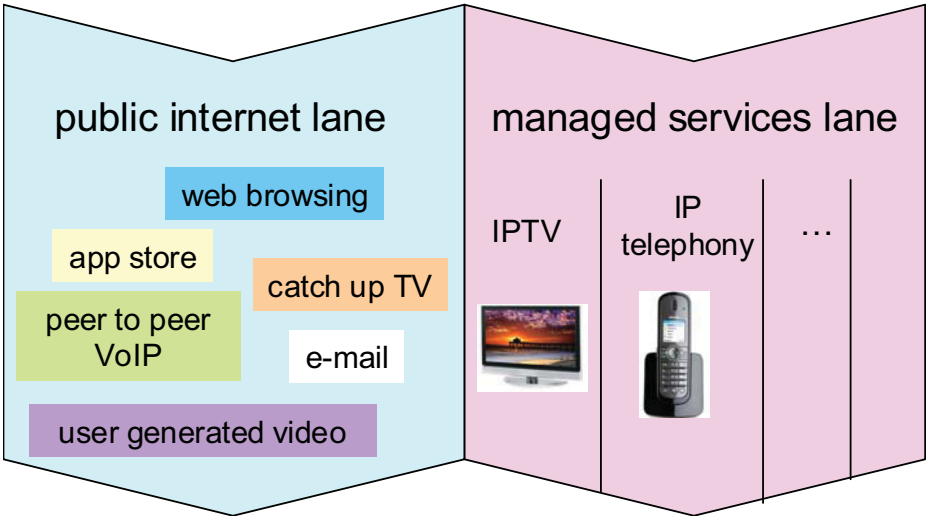 public internet lane
web browsing
app store
catch up TV
peer to peer
VoIP
e-mail
user generated video
managed services lane
IPTV
IP
telephony
…